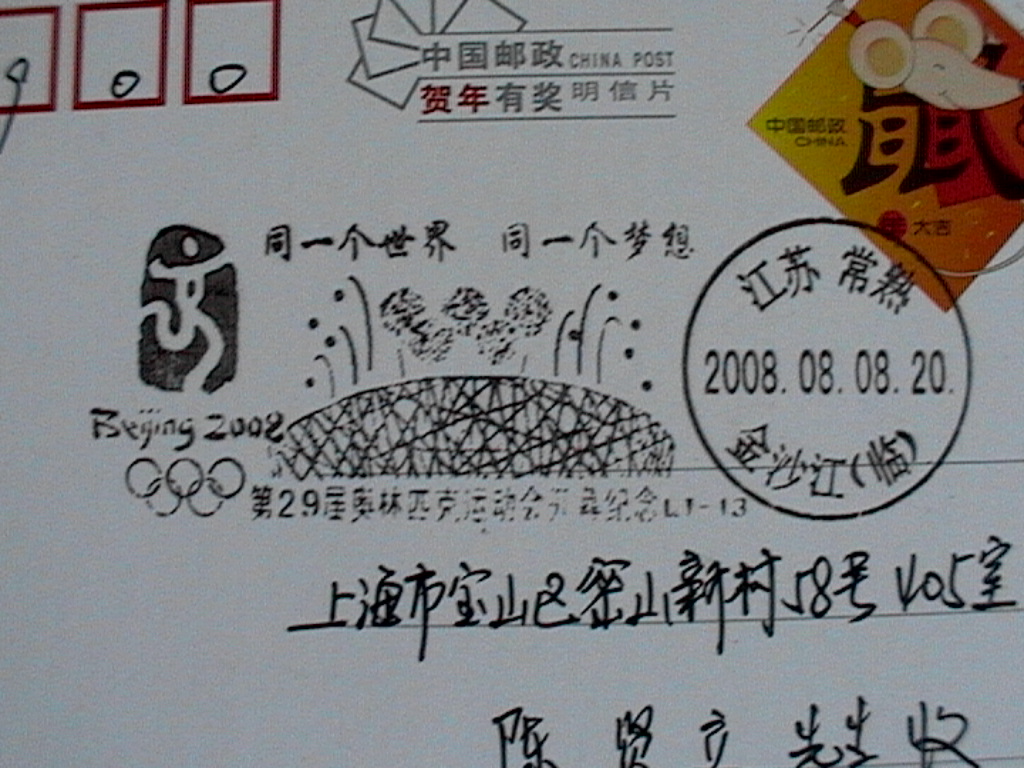 900
中国邮政 CHINA POST
贺年有奖明信片
中国邮政
CHINA
鼠
大吉
同一个世界 同一个梦想
江苏 常熟
2008.08.08.20.
金沙江(临)
Beijing 2008
第29届奥林匹克运动会开幕纪念LJ-13
上海市宝山区密山新村58号405室
陈贤立 先生 收